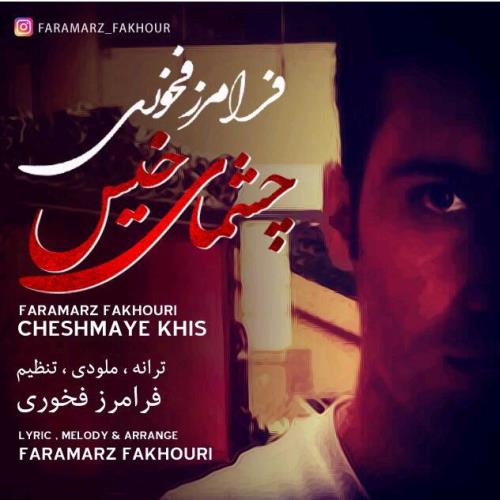 FARAMARZ_FAKHOUR
فرامرز فخوری
چشمای خیس
FARAMARZ FAKHOURI
CHESHMAYE KHIS
ترانه ، ملودی ، تنظیم
فرامرز فخوری
LYRIC , MELODY & ARRANGE
FARAMARZ FAKHOURI